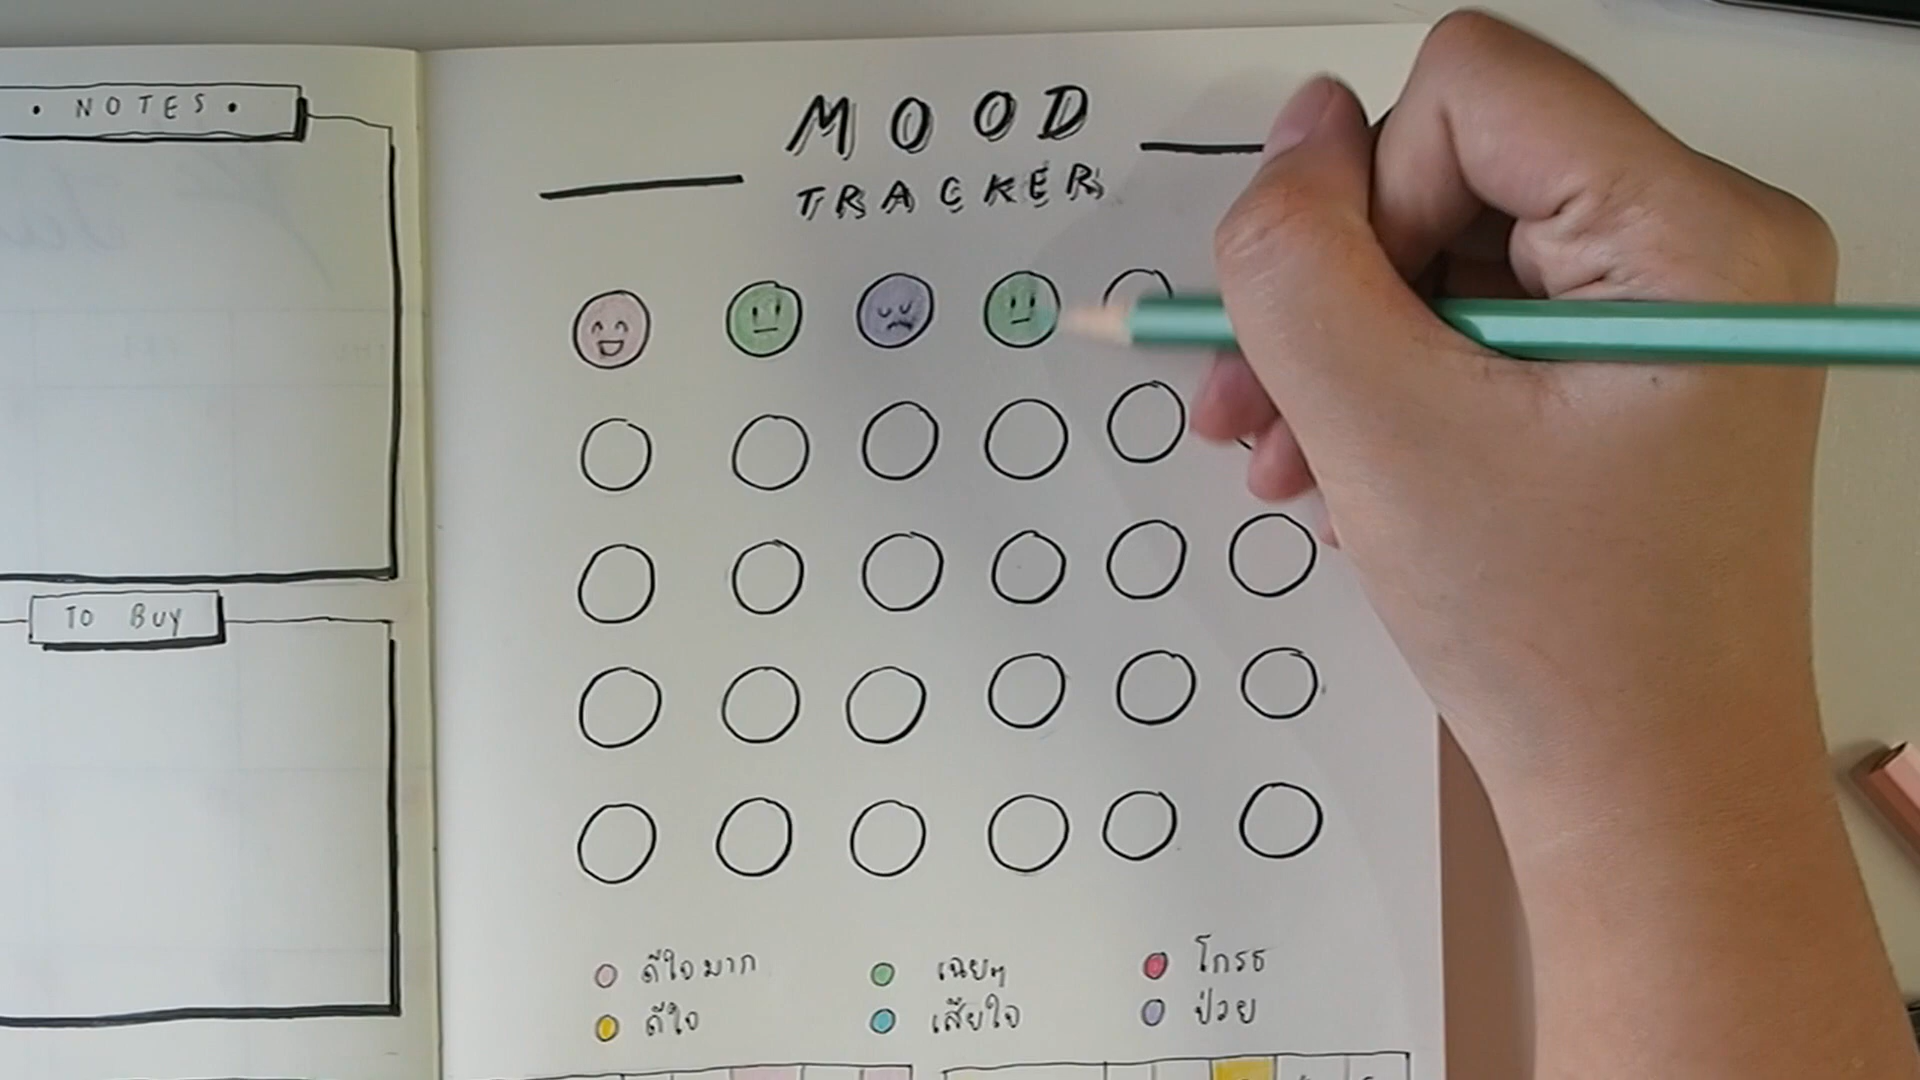 • NOTES •
TO BUY
MOOD
TRACKER
ดีใจมาก
เฉยๆ
โกรธ
ดีใจ
เสียใจ
ป่วย